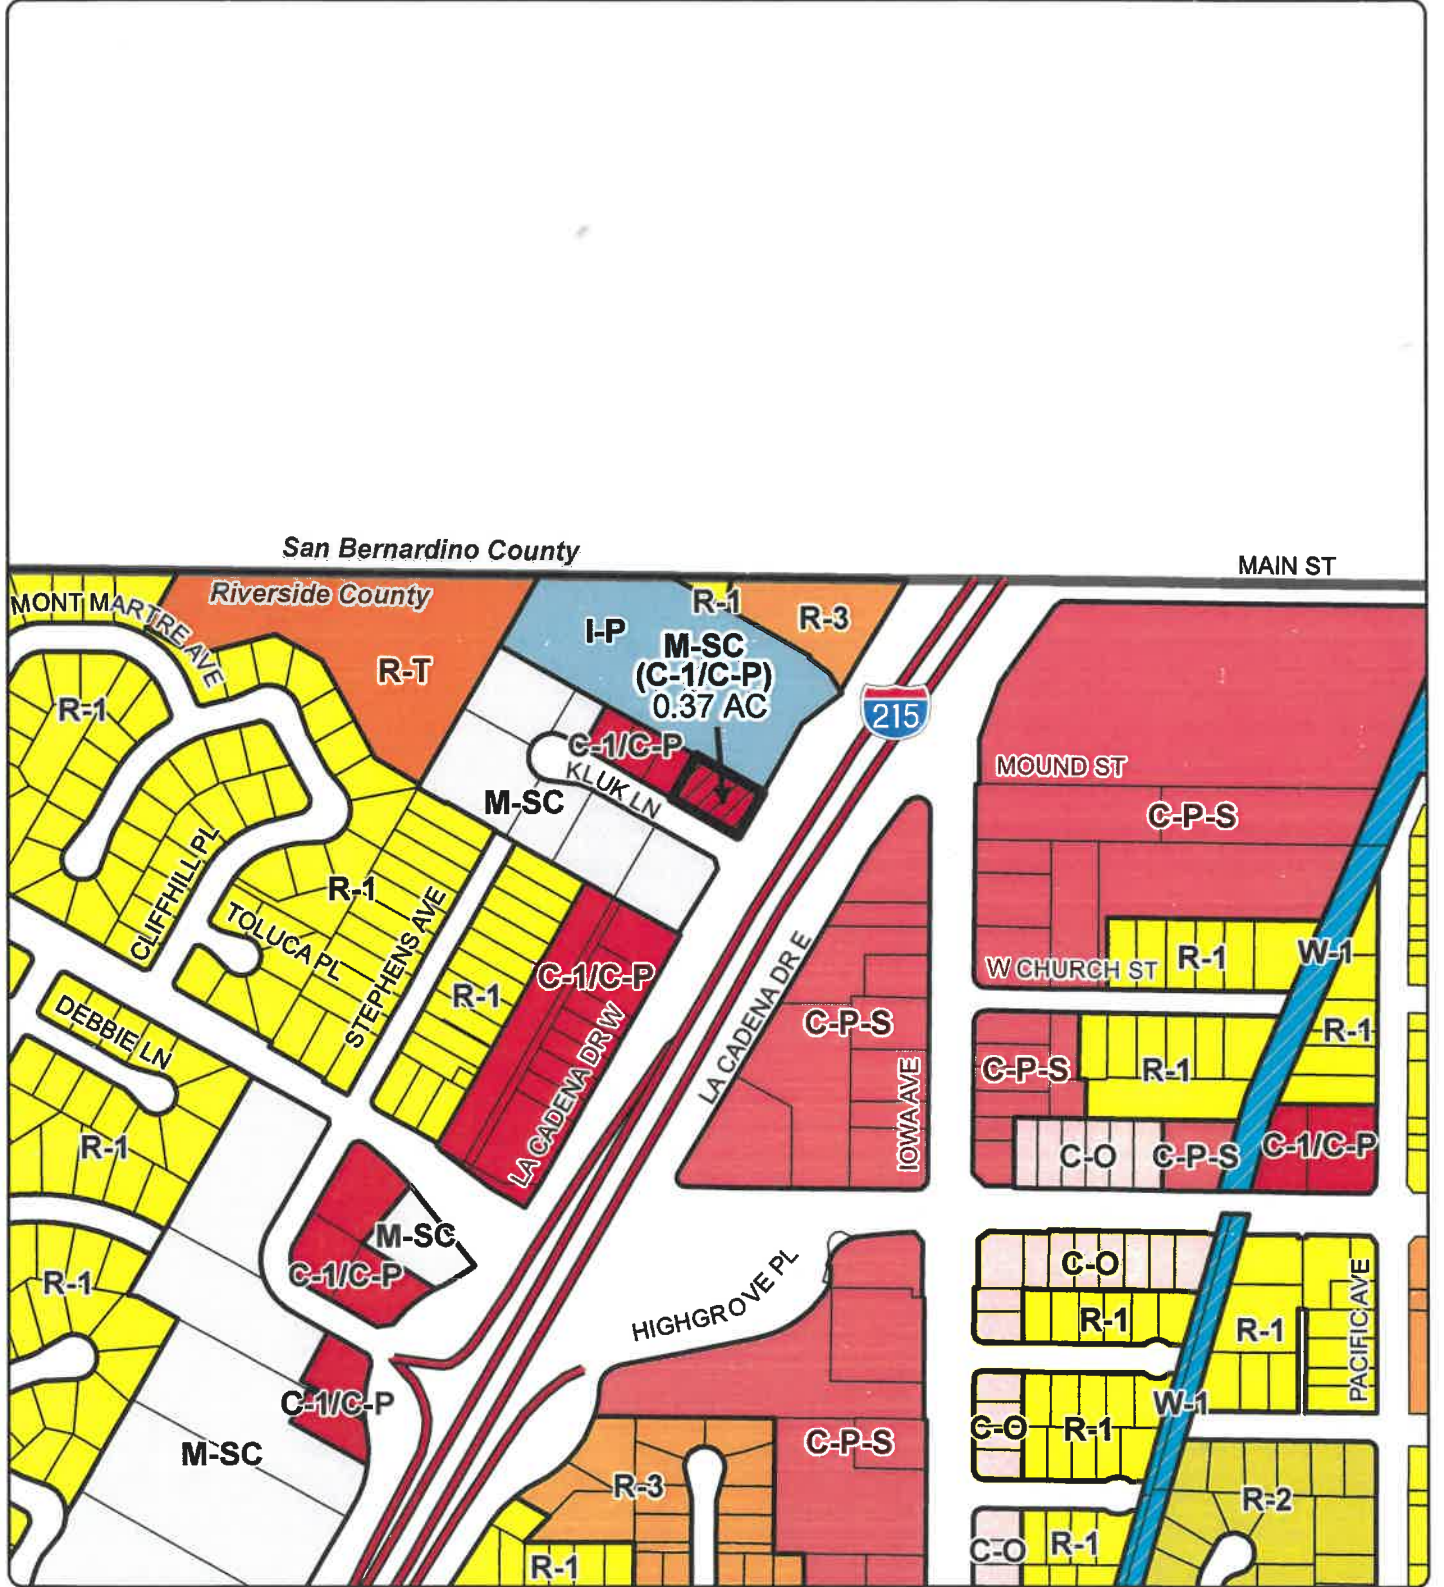 San Bernardino County
MAIN ST
Riverside County
MONT MARTRE AVE
R-1
R-3
I-P
M-SC
(C-1/C-P)
0.37 AC
R-T
R-1
215
C-1/C-P
KLUK LN
MOUND ST
M-SC
C-P-S
CLIFFHILL PL
R-1
TOLUCA PL
STEPHENS AVE
R-1
W-1
W CHURCH ST
C-1/C-P
R-1
LA CADENA DR E
C-P-S
R-1
DEBBIE LN
LA CADENA DR W
C-P-S
R-1
IOWA AVE
R-1
C-O
C-P-S
C-1/C-P
M-SC
C-1/C-P
C-O
R-1
HIGHGROVE PL
R-1
R-1
PACIFIC AVE
C-1/C-P
W-1
M-SC
C-P-S
C-O
R-1
R-3
R-2
C-O
R-1
R-1